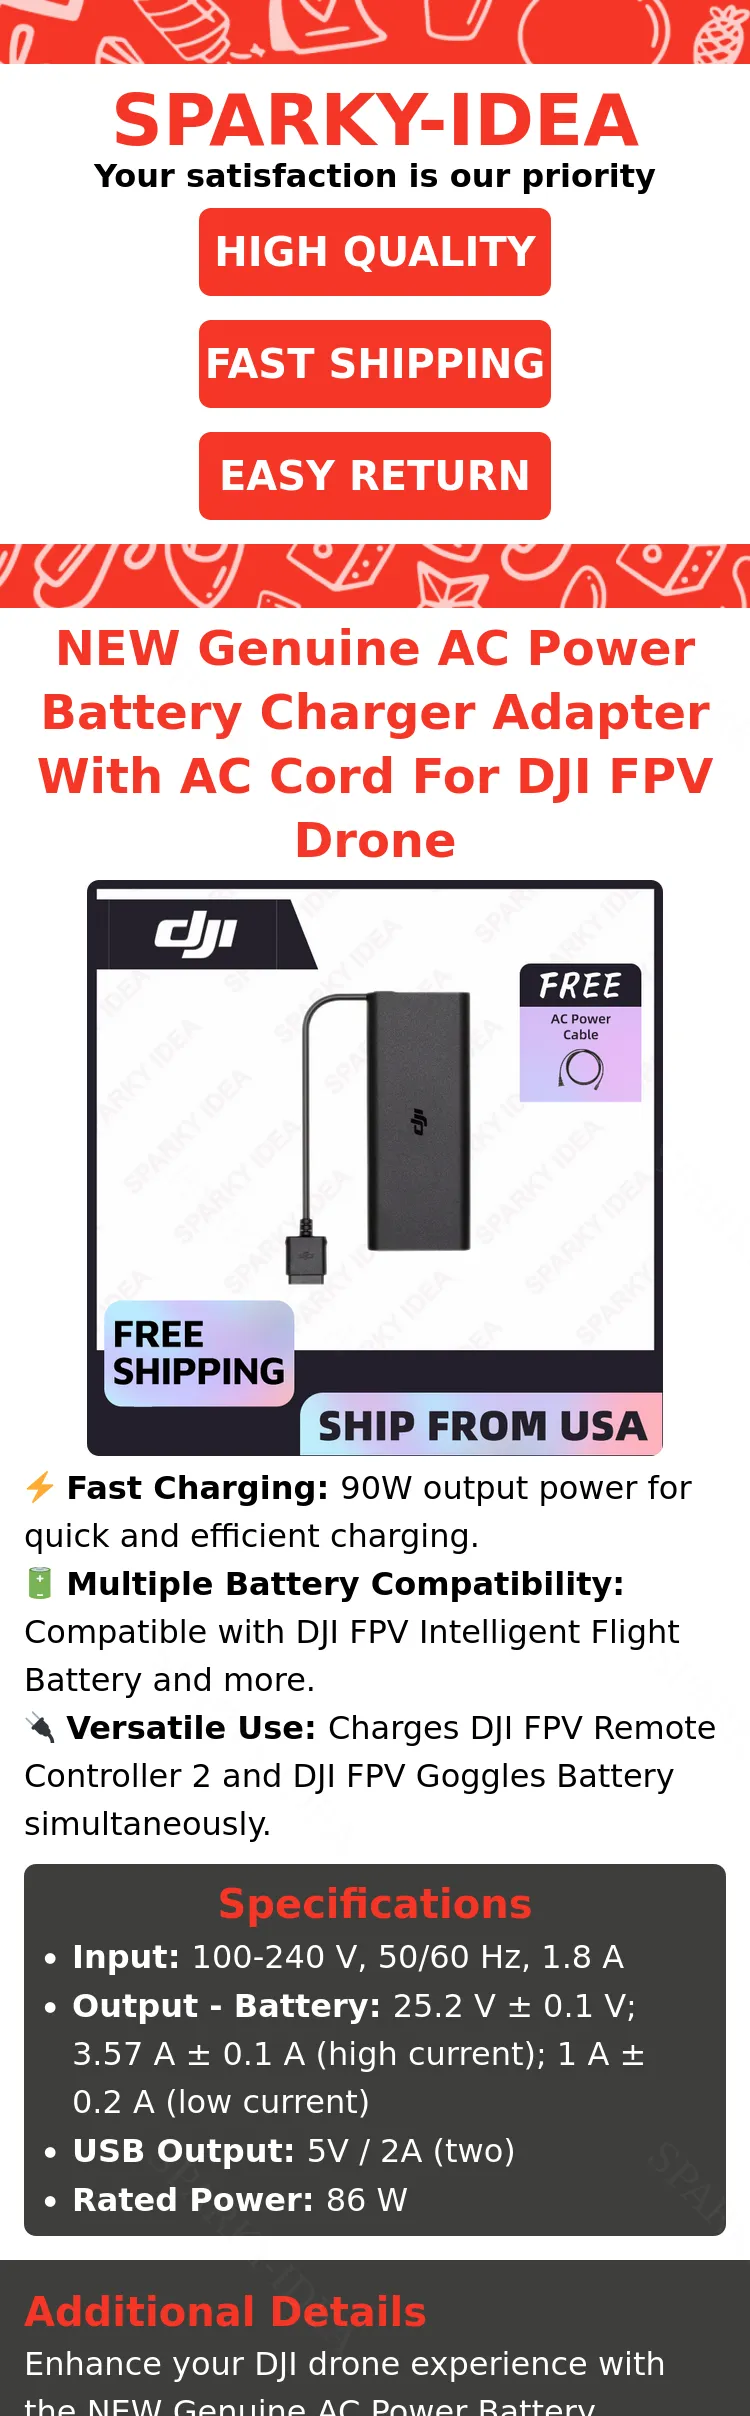 SPARKY-IDEA
Your satisfaction is our priority
HIGH QUALITY
FAST SHIPPING
EASY RETURN
NEW Genuine AC Power
Battery Charger Adapter
With AC Cord For DJI FPV
Drone
dji
FREE
AC Power
Cable
dji
FREE
SHIPPING
SHIP FROM USA
⚡ Fast Charging: 90W output power for
quick and efficient charging.
🔋 Multiple Battery Compatibility:
Compatible with DJI FPV Intelligent Flight
Battery and more.
🔌 Versatile Use: Charges DJI FPV Remote
Controller 2 and DJI FPV Goggles Battery
simultaneously.
Specifications
• Input: 100-240 V, 50/60 Hz, 1.8 A
• Output - Battery: 25.2 V ± 0.1 V;
3.57 A ± 0.1 A (high current); 1 A ±
0.2 A (low current)
• USB Output: 5V / 2A (two)
• Rated Power: 86 W
Additional Details
Enhance your DJI drone experience with
the NEW Genuine AC Power Battery